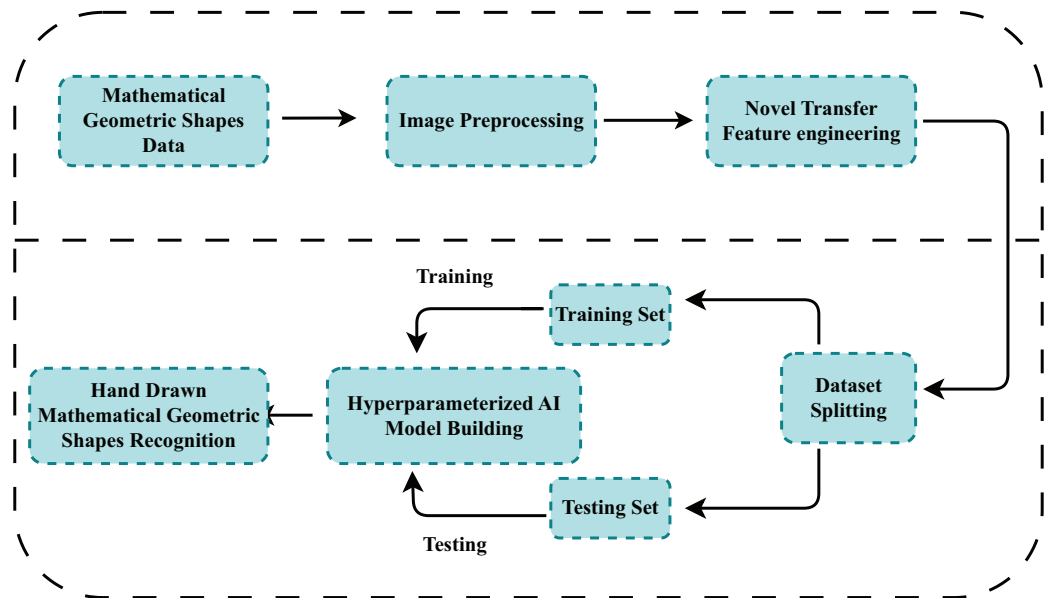 Mathematical
Geometric Shapes
Data
Image Preprocessing
Novel Transfer
Feature engineering
Training
Training Set
Hand Drawn
Mathematical Geometric
Shapes Recognition
Hyperparameterized AI
Model Building
Dataset
Splitting
Testing Set
Testing